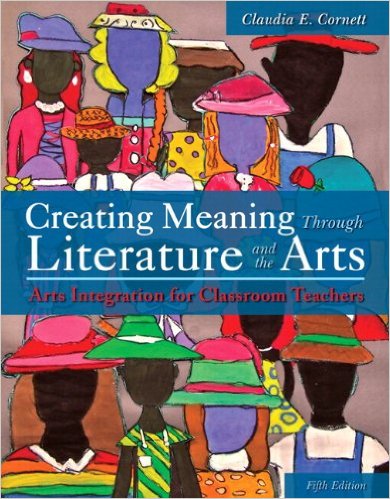 Claudia E. Cornett
Creating Meaning Through
Literature and the Arts
Arts Integration for Classroom Teachers
Fifth Edition